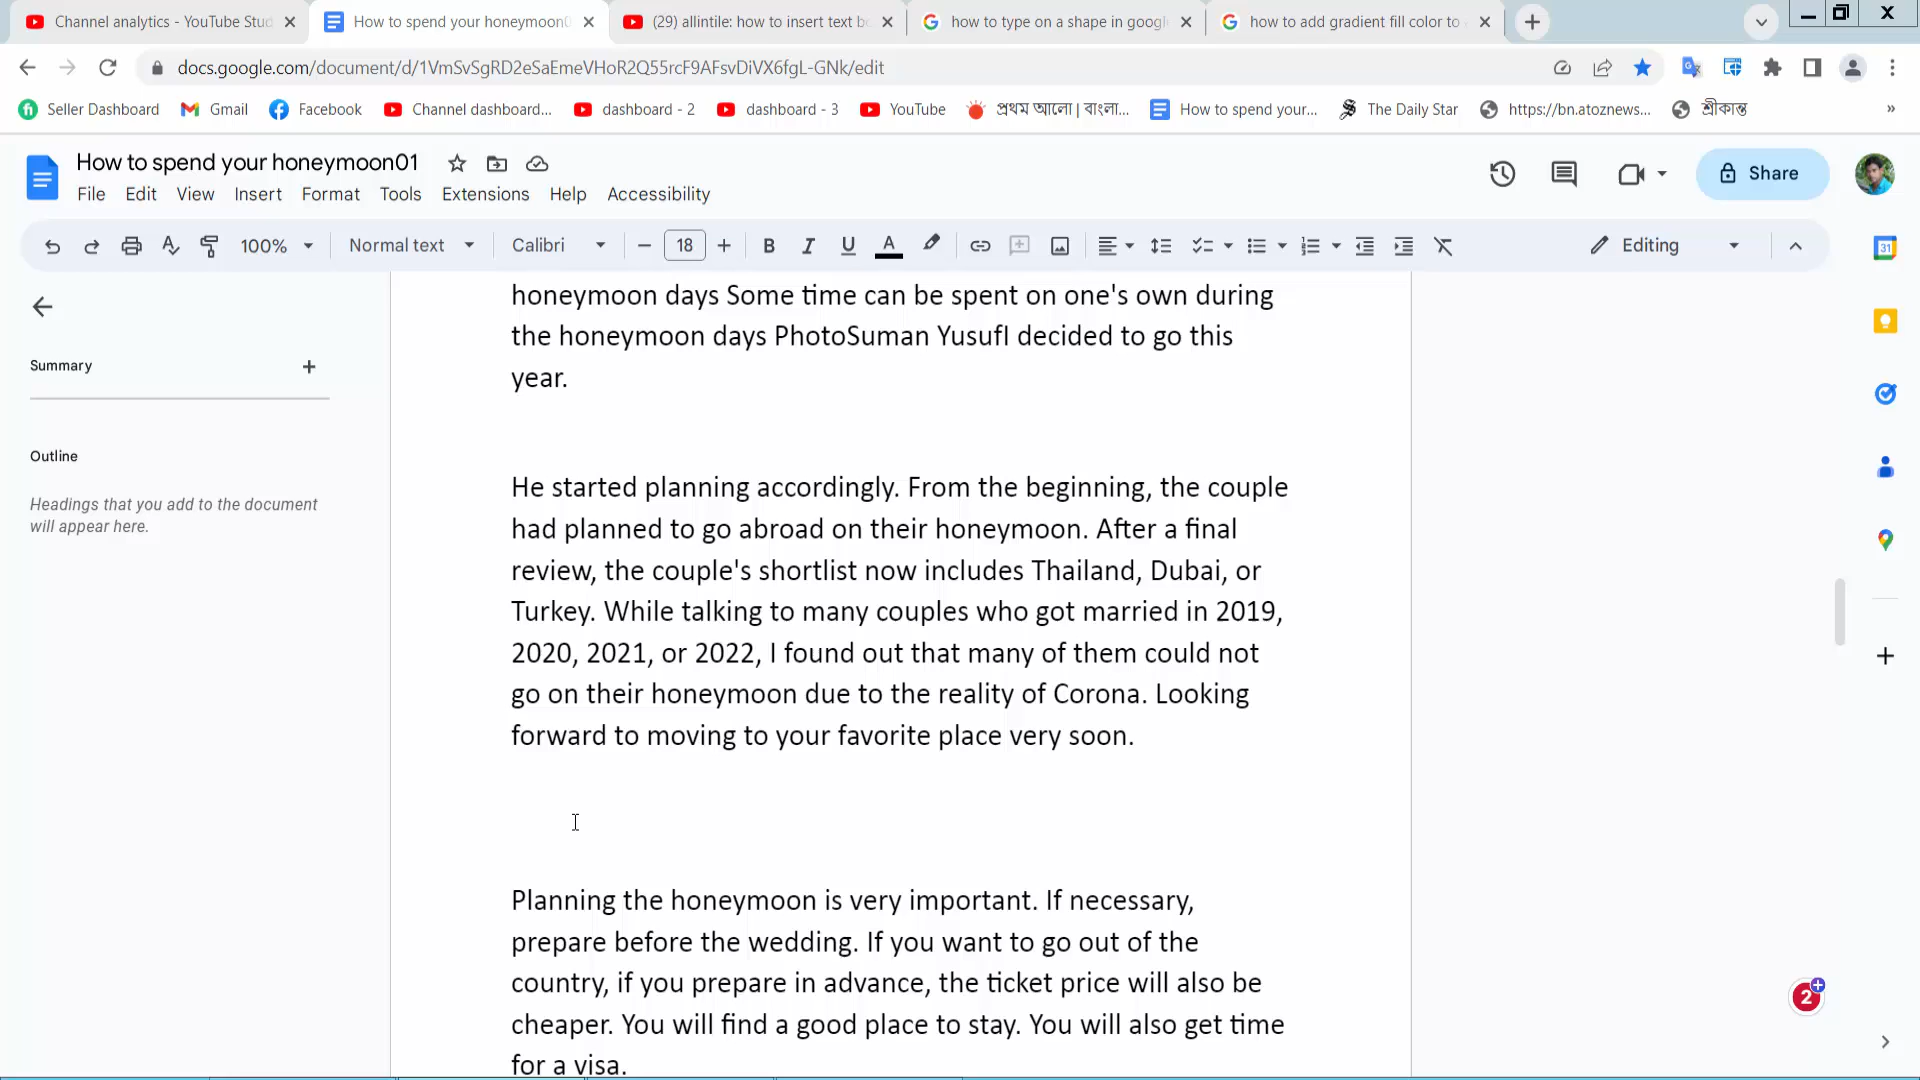 Channel analytics - YouTube Stud
How to spend your honeymoon0
(29) allintile: how to insert text bo
how to type on a shape in googl
how to add gradient fill color to
docs.google.com/document/d/1VmSvSgRD2eSaEmeVHoR2Q55rcF9AFsvDiVX6fgL-GNk/edit
Seller Dashboard Gmail Facebook Channel dashboard... dashboard - 2 dashboard - 3 YouTube প্রথম আলো | বাংলা... How to spend your... The Daily Star https://bn.atoznews... শ্রীকান্ত »
How to spend your honeymoon01
File Edit View Insert Format Tools Extensions Help Accessibility
Share
100% Normal text Calibri 18 B I U A Editing
31
Summary
Outline
Headings that you add to the document
will appear here.
honeymoon days Some time can be spent on one's own during
the honeymoon days PhotoSuman YusufI decided to go this
year.
He started planning accordingly. From the beginning, the couple
had planned to go abroad on their honeymoon. After a final
review, the couple's shortlist now includes Thailand, Dubai, or
Turkey. While talking to many couples who got married in 2019,
2020, 2021, or 2022, I found out that many of them could not
go on their honeymoon due to the reality of Corona. Looking
forward to moving to your favorite place very soon.
Planning the honeymoon is very important. If necessary,
prepare before the wedding. If you want to go out of the
country, if you prepare in advance, the ticket price will also be
cheaper. You will find a good place to stay. You will also get time
for a visa.
2